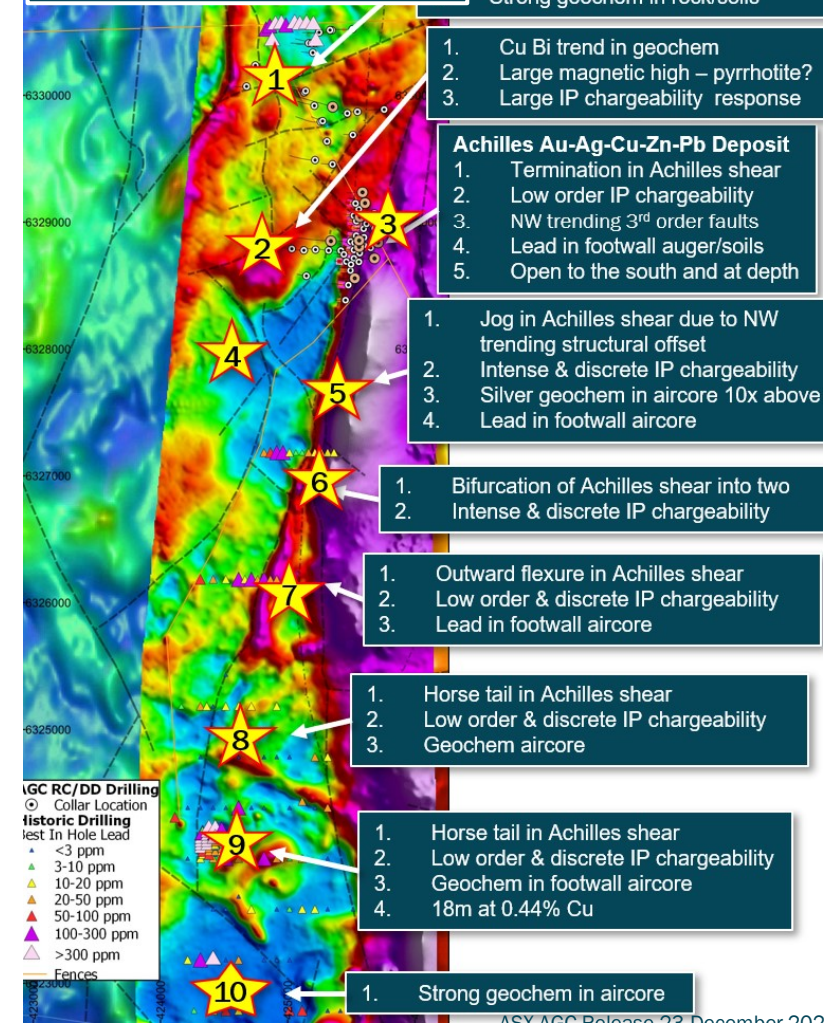 Strong geochem in rock/soils
1. Cu Bi trend in geochem
2. Large magnetic high – pyrrhotite?
3. Large IP chargeability response
Achilles Au-Ag-Cu-Zn-Pb Deposit
1. Termination in Achilles shear
2. Low order IP chargeability
3. NW trending 3rd order faults
4. Lead in footwall auger/soils
5. Open to the south and at depth
1. Jog in Achilles shear due to NW
trending structural offset
2. Intense & discrete IP chargeability
3. Silver geochem in aircore 10x above
4. Lead in footwall aircore
1. Bifurcation of Achilles shear into two
2. Intense & discrete IP chargeability
1. Outward flexure in Achilles shear
2. Low order & discrete IP chargeability
3. Lead in footwall aircore
1. Horse tail in Achilles shear
2. Low order & discrete IP chargeability
3. Geochem aircore
1. Horse tail in Achilles shear
2. Low order & discrete IP chargeability
3. Geochem in footwall aircore
4. 18m at 0.44% Cu
1. Strong geochem in aircore
1
2
3
4
5
6
7
8
9
10
6330000
6329000
6328000
6327000
6326000
6325000
AGC RC/DD Drilling
Collar Location
Historic Drilling
Best In Hole Lead
<3 ppm
3-10 ppm
10-20 ppm
20-50 ppm
50-100 ppm
100-300 ppm
>300 ppm
Fences
423000
424000
ASX AGC Release 23 December 202